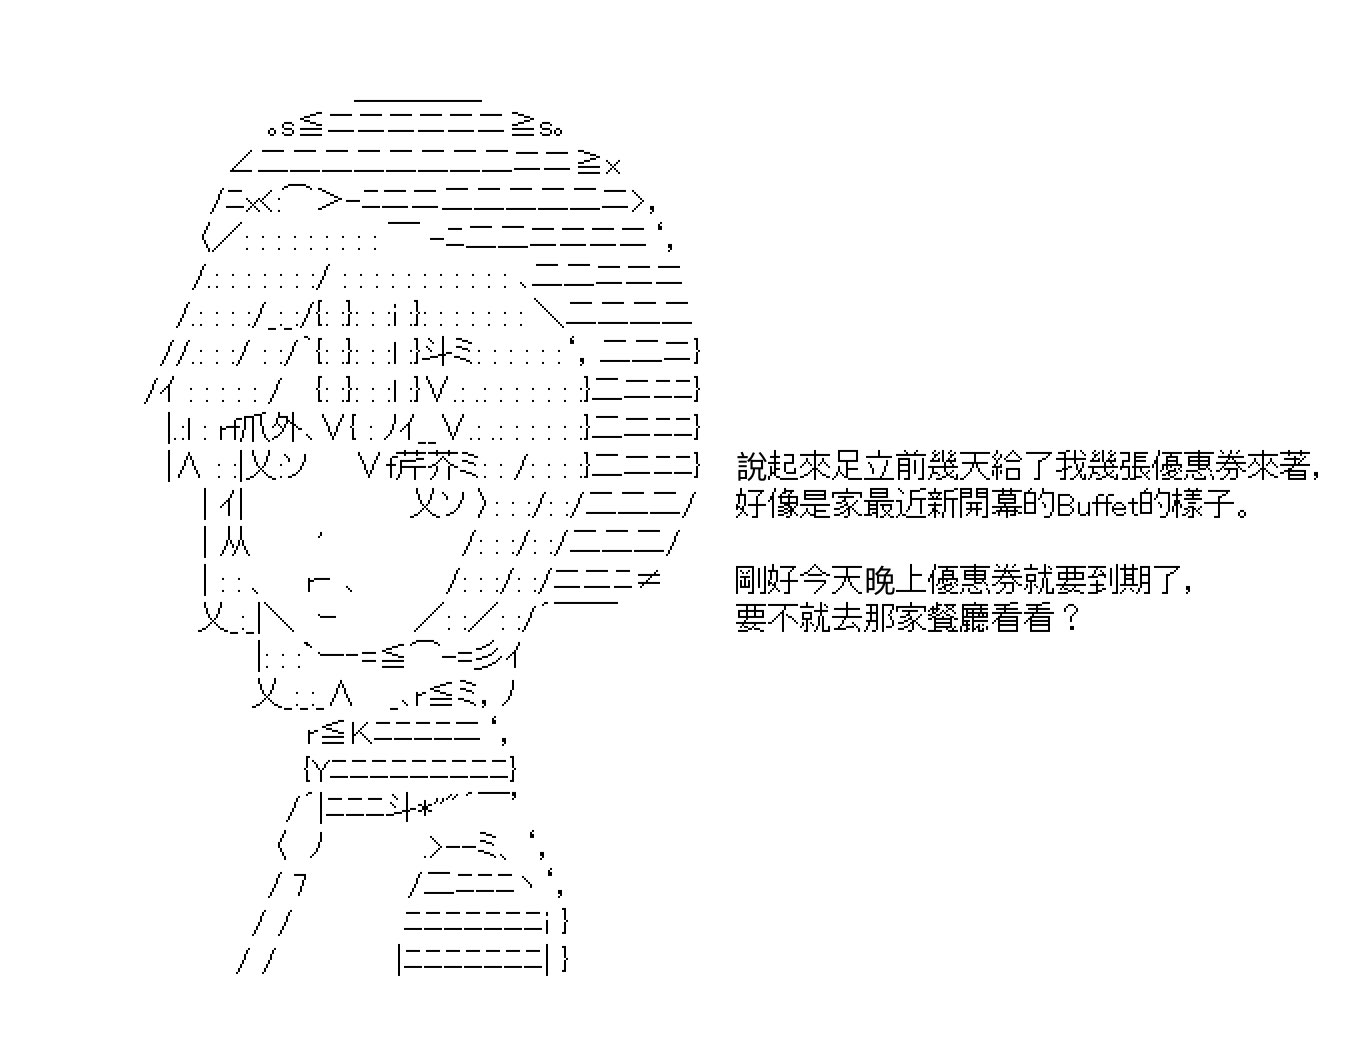 說起來足立前幾天給了我幾張優惠券來著，
好像是家最近新開幕的Buffet的樣子。
剛好今天晚上優惠券就要到期了，
要不就去那家餐廳看看？